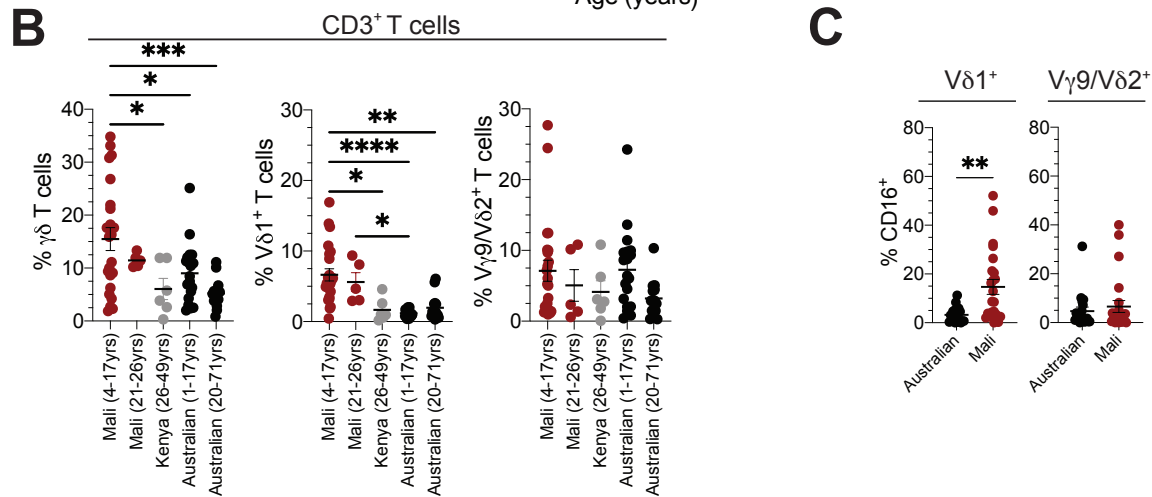 Age (years)
B
CD3+ T cells
***
*
*
% γδ T cells
40
30
20
10
0
Mali (4-17yrs)
Mali (21-26yrs)
Kenya (26-49yrs)
Australian (1-17yrs)
Australian (20-71yrs)
**
****
*
*
% Vδ1+ T cells
30
20
10
0
Mali (4-17yrs)
Mali (21-26yrs)
Kenya (26-49yrs)
Australian (1-17yrs)
Australian (20-71yrs)
% Vγ9/Vδ2+ T cells
30
20
10
0
Mali (4-17yrs)
Mali (21-26yrs)
Kenya (26-49yrs)
Australian (1-17yrs)
Australian (20-71yrs)
C
Vδ1+
% CD16+
80
60
40
20
0
**
Australian
Mali
Vγ9/Vδ2+
80
60
40
20
0
Australian
Mali